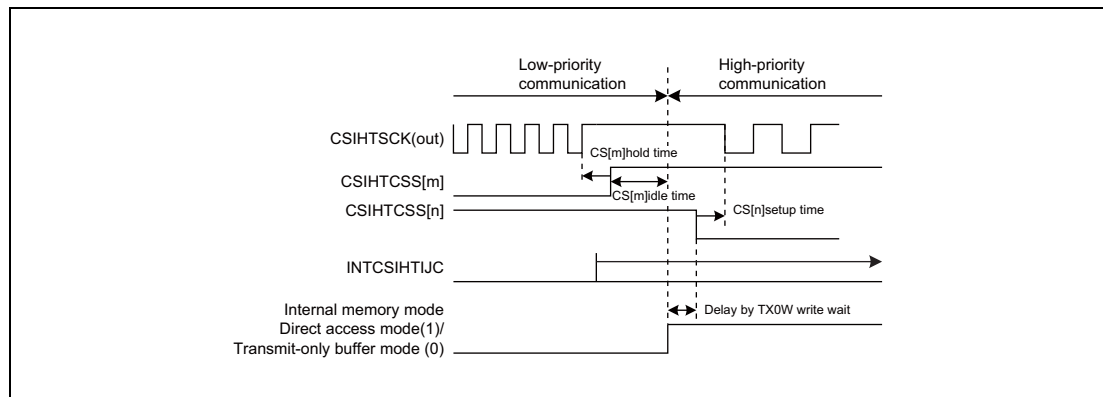 Low-priority
communication
High-priority
communication
CSIHTSCK(out)
CS[m]hold time
CSIHTCSS[m]
CS[m]idle time
CSIHTCSS[n]
CS[n]setup time
INTCSIHTIJC
Internal memory mode
Delay by TX0W write wait
Direct access mode(1)/
Transmit-only buffer mode (0)